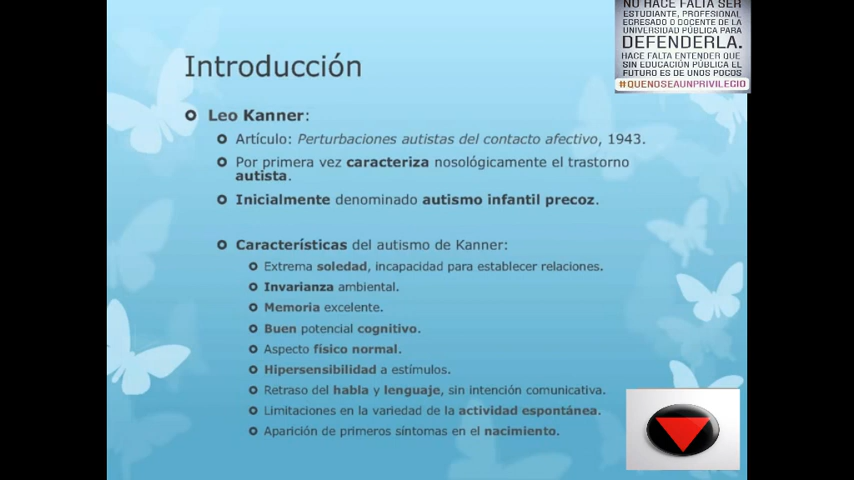 NO HACE FALTA SER
ESTUDIANTE, PROFESIONAL
EGRESADO O DOCENTE DE LA
UNIVERSIDAD PÚBLICA PARA
DEFENDERLA.
HACE FALTA ENTENDER QUE
SIN EDUCACIÓN PÚBLICA EL
FUTURO ES DE UNOS POCOS
#QUENOSEAUNPRIVILEGIO
Introducción
Leo Kanner:
Artículo: Perturbaciones autistas del contacto afectivo, 1943.
Por primera vez caracteriza nosológicamente el trastorno
autista.
Inicialmente denominado autismo infantil precoz.
Características del autismo de Kanner:
Extrema soledad, incapacidad para establecer relaciones.
Invarianza ambiental.
Memoria excelente.
Buen potencial cognitivo.
Aspecto físico normal.
Hipersensibilidad a estímulos.
Retraso del habla y lenguaje, sin intención comunicativa.
Limitaciones en la variedad de la actividad espontánea.
Aparición de primeros síntomas en el nacimiento.